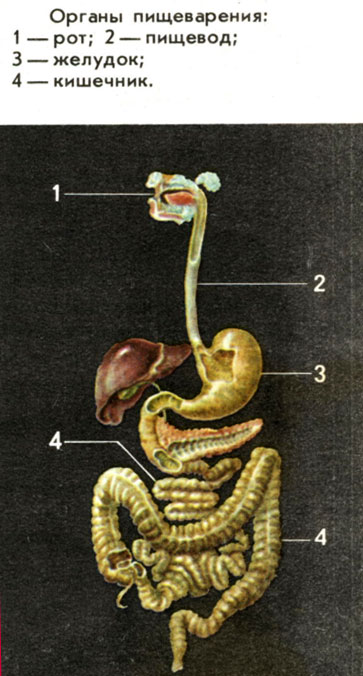 Органы пищеварения:
1 — рот; 2 — пищевод;
3 — желудок;
4 — кишечник.
1
2
3
4
4